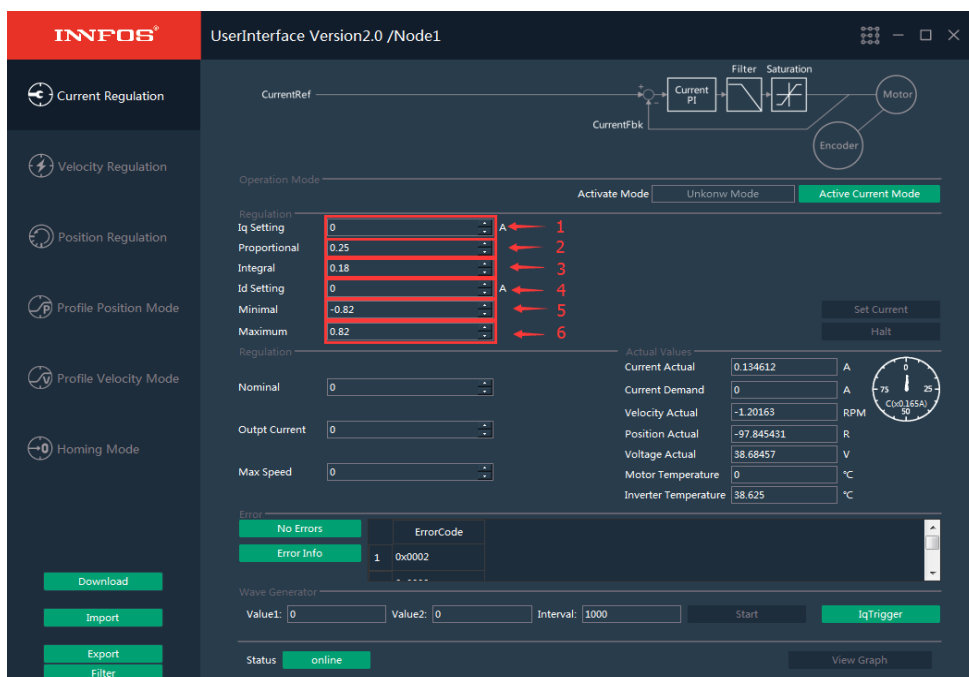 INNFOS®
UserInterface Version2.0 /Node1
Current Regulation
Velocity Regulation
Position Regulation
Profile Position Mode
Profile Velocity Mode
Homing Mode
Download
Import
Export
Filter
CurrentRef
Filter Saturation
Current PI
Motor
CurrentFbk
Encoder
Operation Mode
Activate Mode Unkonw Mode Active Current Mode
Regulation
Iq Setting 0 A 1
Proportional 0.25 2
Integral 0.18 3
Id Setting 0 A 4
Minimal -0.82 5 Set Current
Maximum 0.82 6 Halt
Regulation
Nominal 0
Outpt Current 0
Max Speed 0
Actual Values
Current Actual 0.134612 A
Current Demand 0 A
Velocity Actual -1.20163 RPM
Position Actual -97.845431 R
Voltage Actual 38.68457 V
Motor Temperature 0 °C
Inverter Temperature 38.625 °C
0
75 25
C(x0.165A)
50
Error
No Errors ErrorCode
Error Info 1 0x0002
Wave Generator
Value1: 0 Value2: 0 Interval: 1000 Start IqTrigger
Status online View Graph